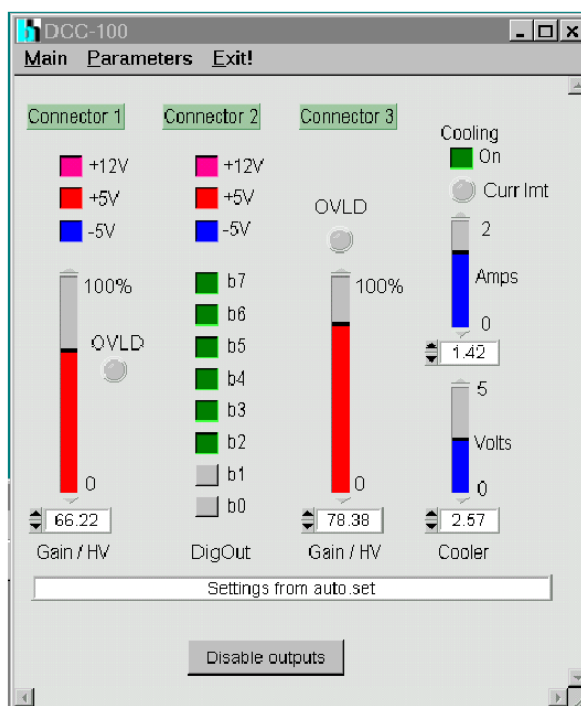 DCC-100
Main Parameters Exit!
Connector 1 Connector 2 Connector 3
Cooling
On
+12V +12V
Curr lmt
+5V +5V
OVLD
-5V -5V
2
100% b7 100% Amps
b6
0
OVLD b5
1.42
b4
5
b3
b2 Volts
0 b1 0 0
b0
66.22 78.38 2.57
Gain / HV DigOut Gain / HV Cooler
Settings from auto.set
Disable outputs